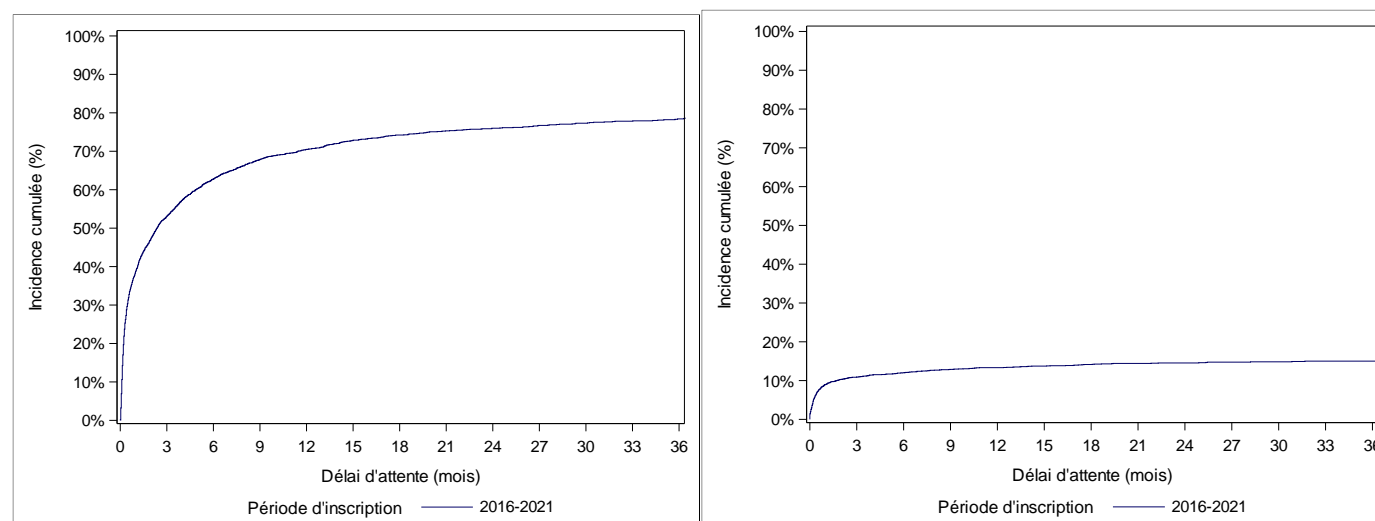 100%
90%
80%
70%
60%
50%
40%
30%
20%
10%
0%
Incidence cumulée (%)
0 3 6 9 12 15 18 21 24 27 30 33 36
Délai d'attente (mois)
Période d'inscription 2016-2021
100%
90%
80%
70%
60%
50%
40%
30%
20%
10%
0%
Incidence cumulée (%)
0 3 6 9 12 15 18 21 24 27 30 33 36
Délai d'attente (mois)
Période d'inscription 2016-2021